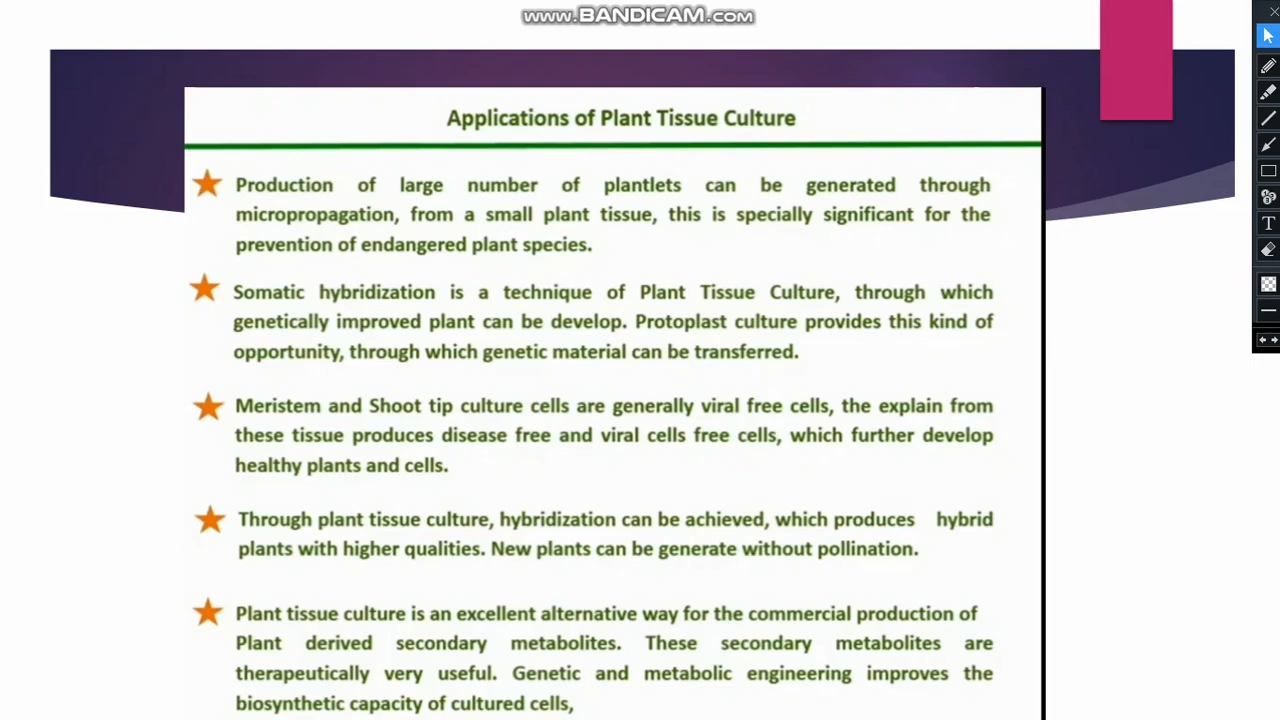 www.BANDICAM.com
Applications of Plant Tissue Culture
Production of large number of plantlets can be generated through
micropropagation, from a small plant tissue, this is specially significant for the
prevention of endangered plant species.
Somatic hybridization is a technique of Plant Tissue Culture, through which
genetically improved plant can be develop. Protoplast culture provides this kind of
opportunity, through which genetic material can be transferred.
Meristem and Shoot tip culture cells are generally viral free cells, the explain from
these tissue produces disease free and viral cells free cells, which further develop
healthy plants and cells.
Through plant tissue culture, hybridization can be achieved, which produces hybrid
plants with higher qualities. New plants can be generate without pollination.
Plant tissue culture is an excellent alternative way for the commercial production of
Plant derived secondary metabolites. These secondary metabolites are
therapeutically very useful. Genetic and metabolic engineering improves the
biosynthetic capacity of cultured cells,